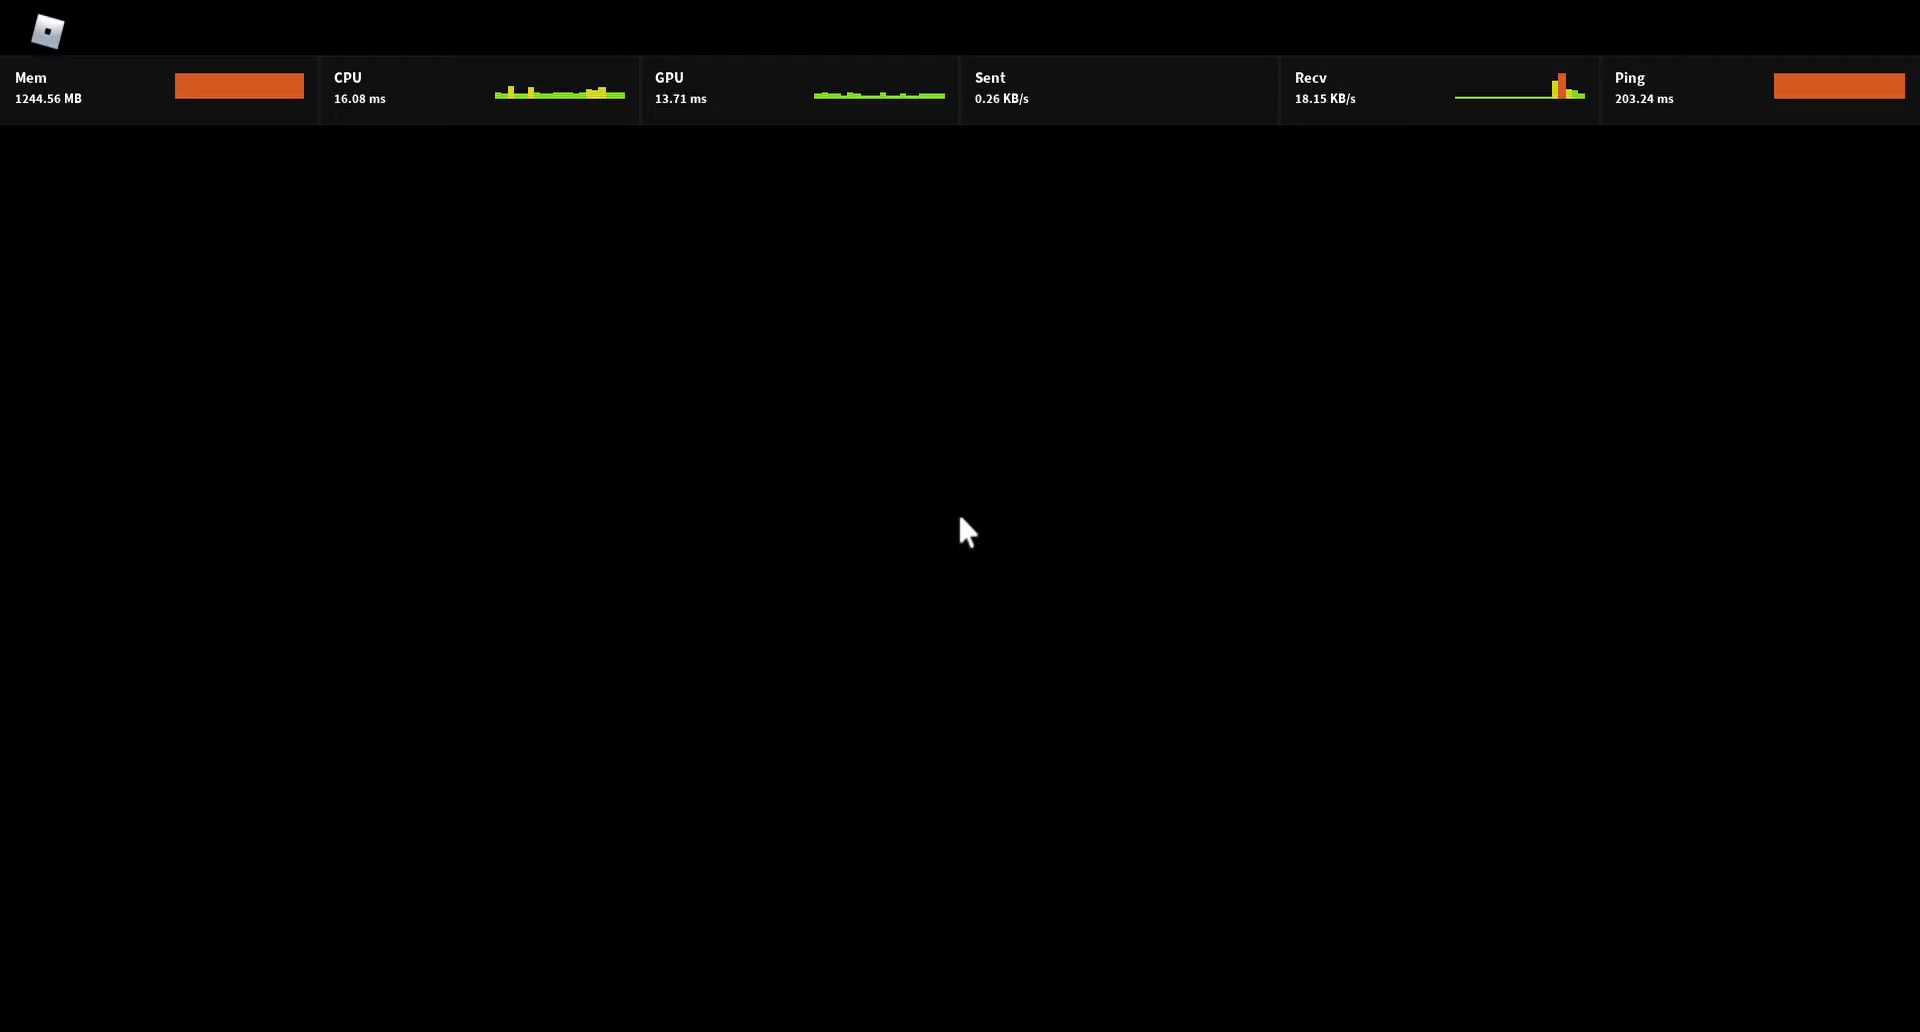 Mem
1244.56 MB
CPU
16.08 ms
GPU
13.71 ms
Sent
0.26 KB/s
Recv
18.15 KB/s
Ping
203.24 ms